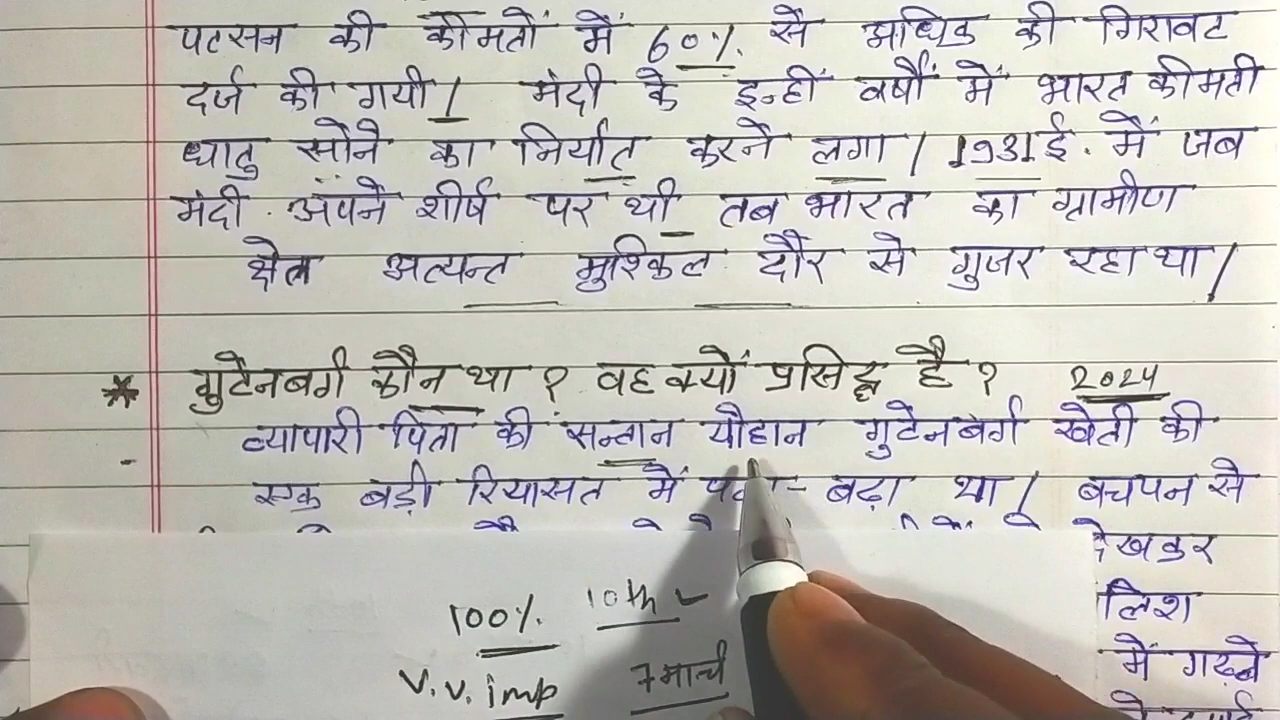 पटसन की कीमतों में 60% से अधिक की गिरावट
दर्ज की गयी। मंदी के इन्हीं वर्षों में भारत कीमती
धातु सोने का निर्यात करने लगा। 1931ई. में जब
मंदी अपने शीर्ष पर थी तब भारत का ग्रामीण
क्षेत्र अत्यन्त मुश्किल दौर से गुजर रहा था।
* गुटेनबर्ग कौन था ? वह क्यों प्रसिद्ध है ? 2024
व्यापारी पिता की सन्तान योहान गुटेनबर्ग खेती की
एक बड़ी रियासत में बढ़ा था। बचपन से
देखकर
लिश
में गढ़ने
100% 10th
V.V. imp 7 मार्च